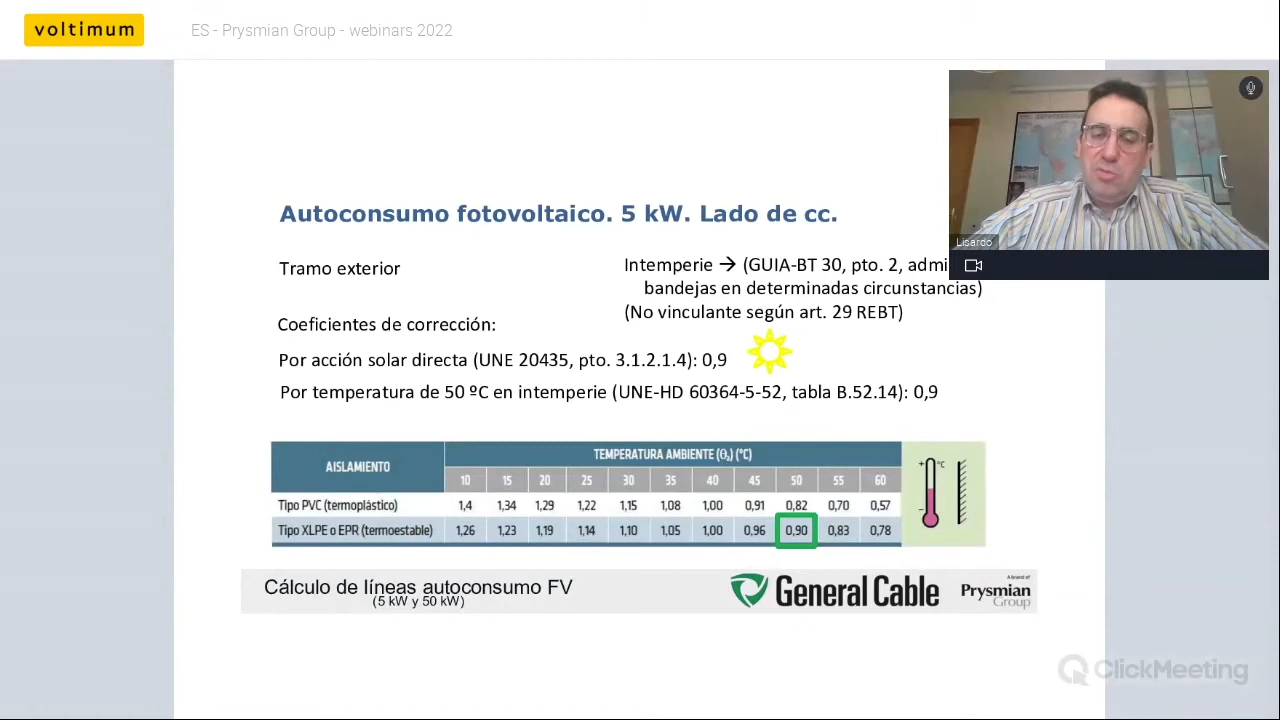 voltimum
ES - Prysmian Group - webinars 2022
Lisardo
Autoconsumo fotovoltaico. 5 kW. Lado de cc.
Tramo exterior
Intemperie → (GUIA-BT 30, pto. 2, admi
bandejas en determinadas circunstancias)
(No vinculante según art. 29 REBT)
Coeficientes de corrección:
Por acción solar directa (UNE 20435, pto. 3.1.2.1.4): 0,9
Por temperatura de 50 ºC en intemperie (UNE-HD 60364-5-52, tabla B.52.14): 0,9
AISLAMIENTO
TEMPERATURA AMBIENTE (θₐ) (°C)
10 15 20 25 30 35 40 45 50 55 60
Tipo PVC (termoplástico) 1,4 1,34 1,29 1,22 1,15 1,08 1,00 0,91 0,82 0,70 0,57
Tipo XLPE o EPR (termoestable) 1,26 1,23 1,19 1,14 1,10 1,05 1,00 0,96 0,90 0,83 0,78
+ °C
−
Cálculo de líneas autoconsumo FV
(5 kW y 50 kW)
General Cable
A brand of
Prysmian
Group
ClickMeeting